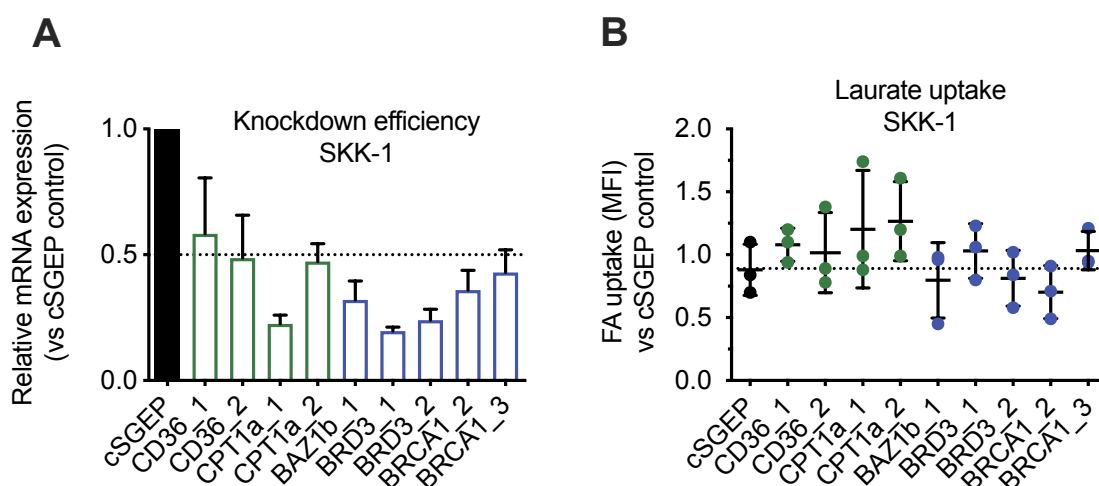 A
Knockdown efficiency
SKK-1
Relative mRNA expression
(vs cSGEP control)
1.0
0.5
0.0
cSGEP
CD36_1
CD36_2
CPT1a_1
CPT1a_2
BAZ1b_1
BRD3_1
BRD3_2
BRCA1_2
BRCA1_3
B
Laurate uptake
SKK-1
FA uptake (MFI)
vs cSGEP control
2.0
1.5
1.0
0.5
0.0
cSGEP
CD36_1
CD36_2
CPT1a_1
CPT1a_2
BAZ1b_1
BRD3_1
BRD3_2
BRCA1_2
BRCA1_3